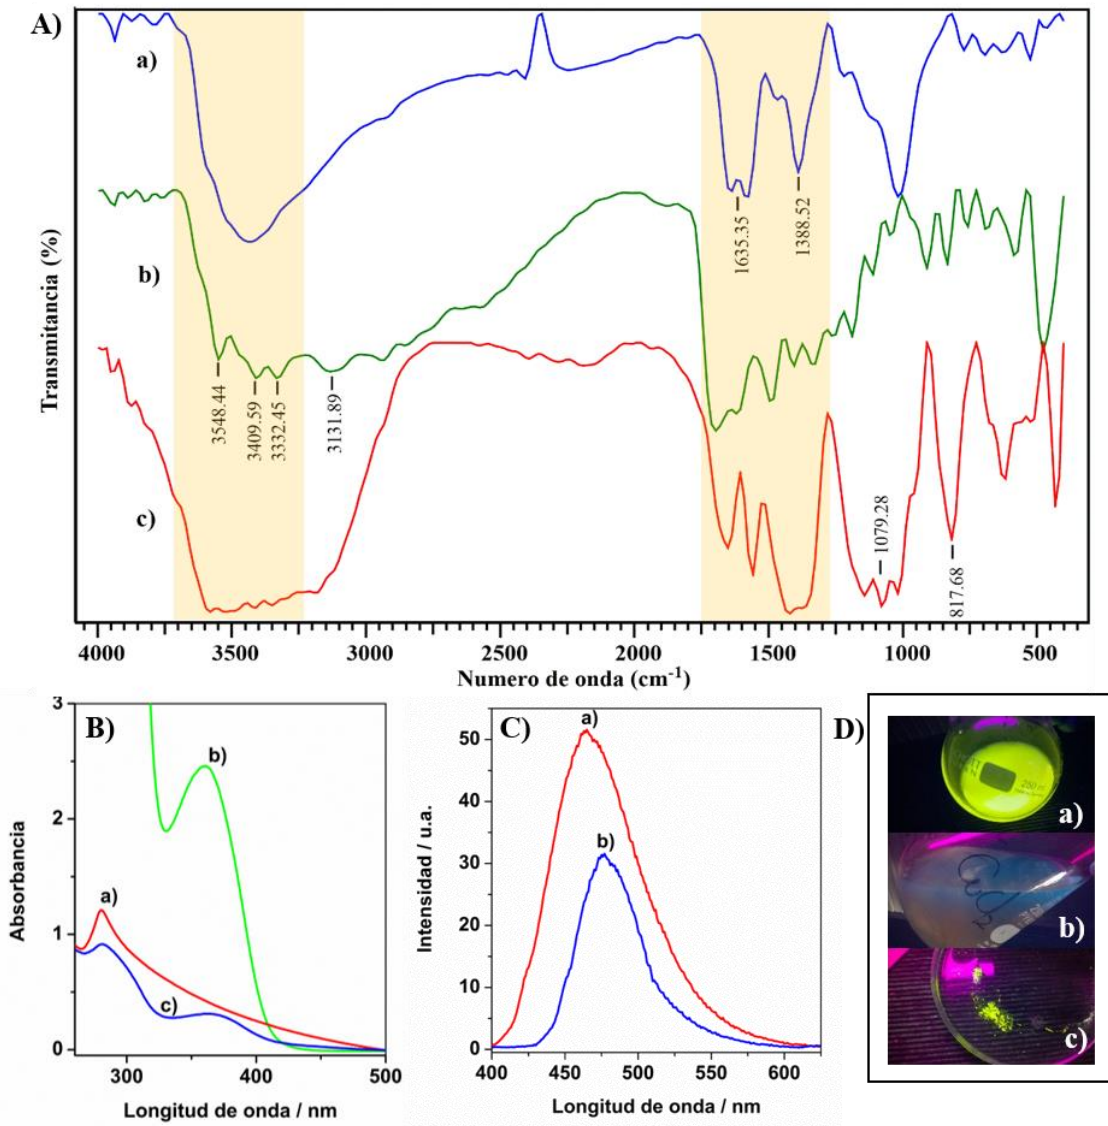 A)
Transmitancia (%)
a)
b)
c)
1635.35
1388.52
3548.44
3409.59
3332.45
3131.89
1079.28
817.68
4000 3500 3000 2500 2000 1500 1000 500
Numero de onda (cm⁻¹)
B)
Absorbancia
3
2
1
0
a)
b)
c)
300 400 500
Longitud de onda / nm
C)
Intensidad / u.a.
50
40
30
20
10
0
a)
b)
400 450 500 550 600
Longitud de onda / nm
D)
a)
b)
c)